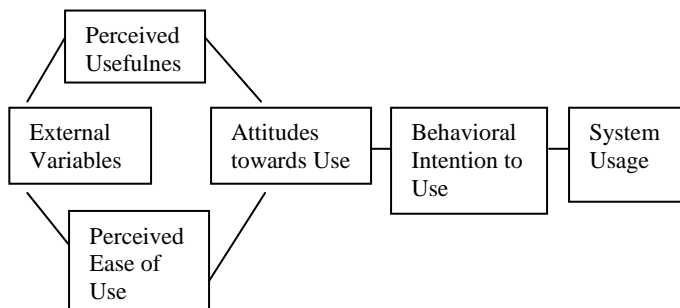 Perceived
Usefulnes
External
Variables
Attitudes
towards Use
Behavioral
Intention to
Use
System
Usage
Perceived
Ease of
Use